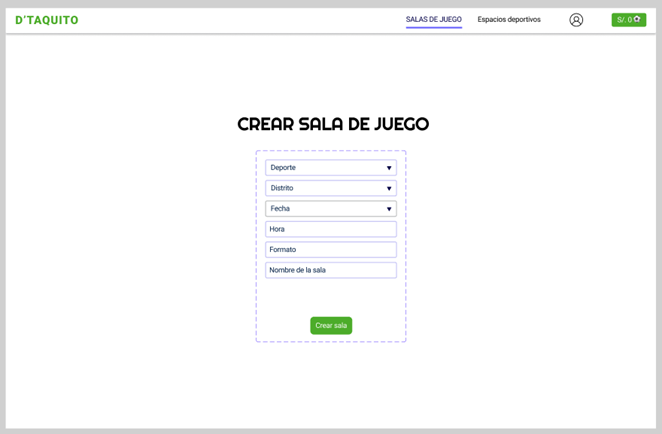 D'TAQUITO
SALAS DE JUEGO
Espacios deportivos
S/. 0
CREAR SALA DE JUEGO
Deporte
Distrito
Fecha
Hora
Formato
Nombre de la sala
Crear sala